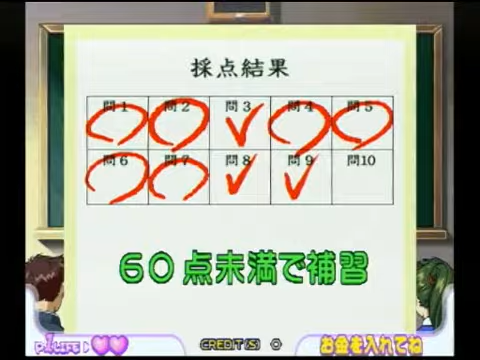 採点結果
問1 問2 問3 問4 問5
問6 問7 問8 問9 問10
60点未満で補習
P1 LIFE
CREDIT(S) 0
お金を入れてね